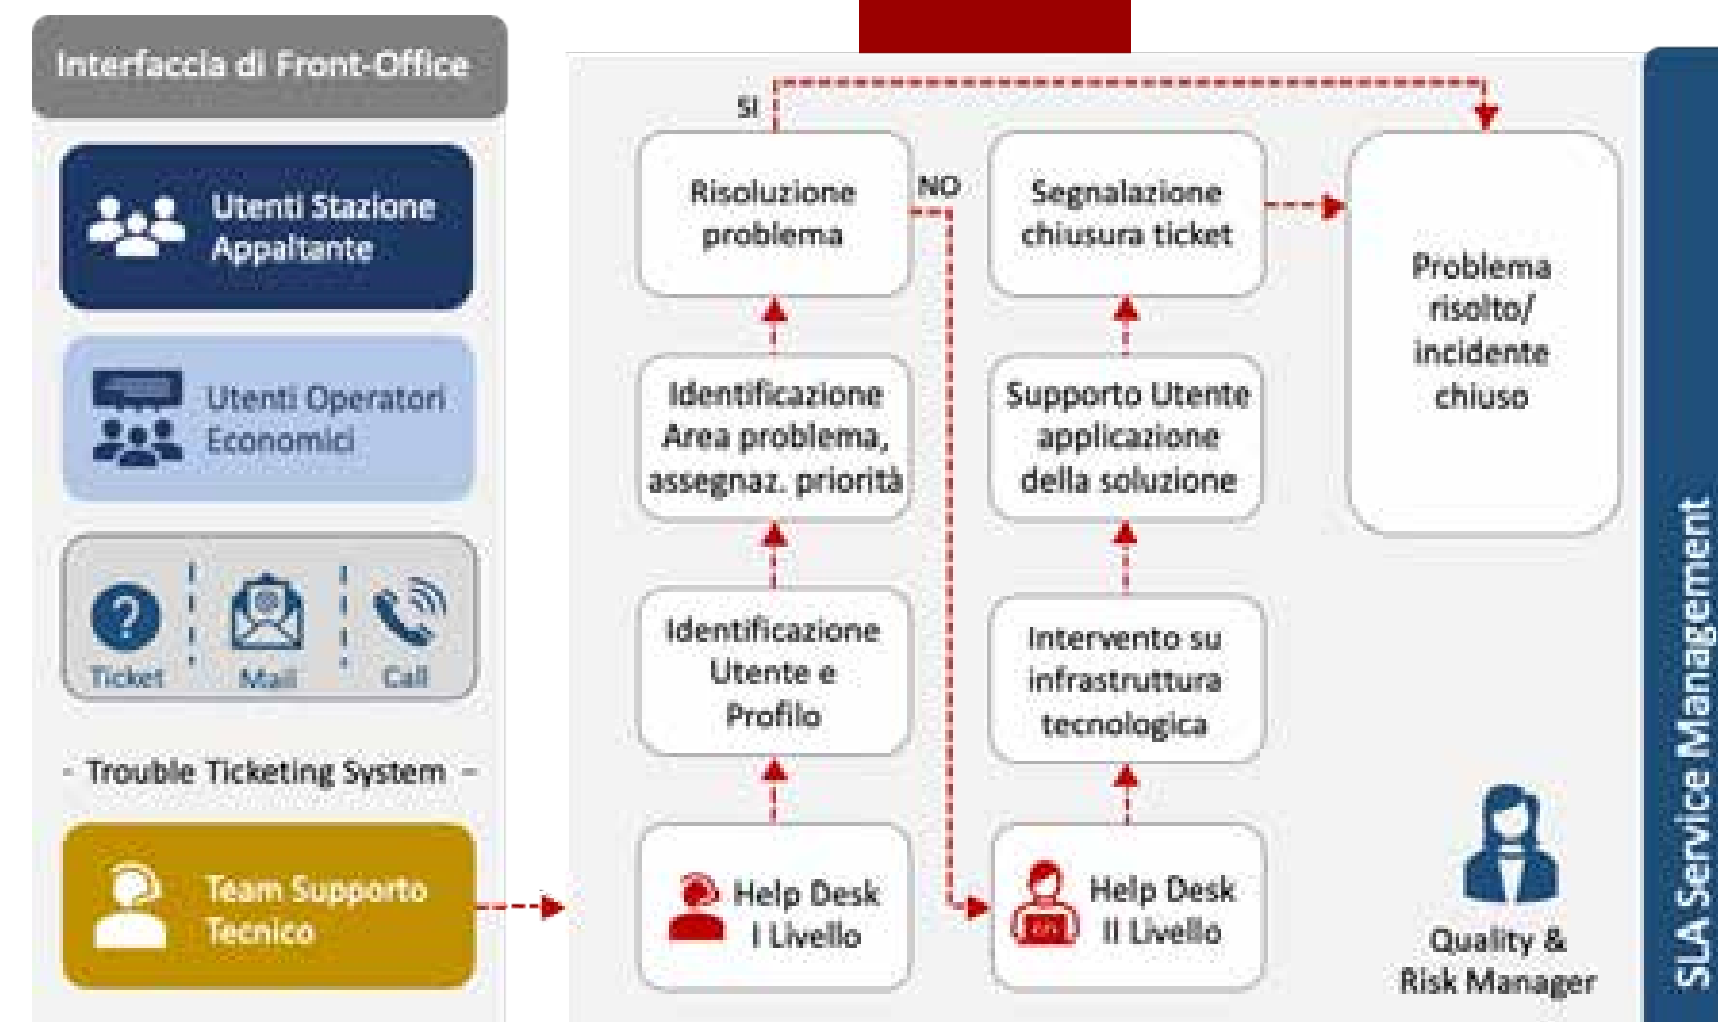 Interfaccia di Front-Office
Utenti Stazione
Appaltante
Utenti Operatori
Economici
Ticket
Mail
Call
- Trouble Ticketing System -
Team Supporto
Tecnico
SI
Risoluzione
problema
NO
Identificazione
Area problema,
assegnaz. priorità
Identificazione
Utente e
Profilo
Help Desk
I Livello
Segnalazione
chiusura ticket
Supporto Utente
applicazione
della soluzione
Intervento su
infrastruttura
tecnologica
Help Desk
II Livello
Problema
risolto/
incidente
chiuso
Quality &
Risk Manager
SLA Service Management